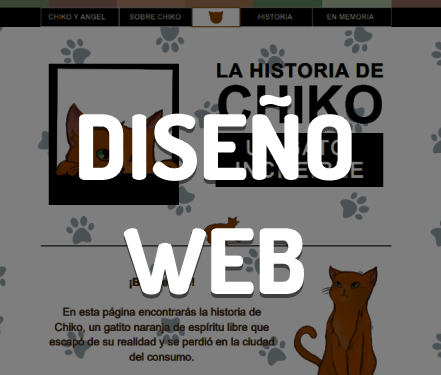 CHIKO Y ANGEL
SOBRE CHIKO
HISTORIA
EN MEMORIA
LA HISTORIA DE
CHIKO
DISEÑO
WEB
En esta página encontrarás la historia de
Chiko, un gatito naranja de espíritu libre que
escapó de su realidad y se perdió en la ciudad
del consumo.